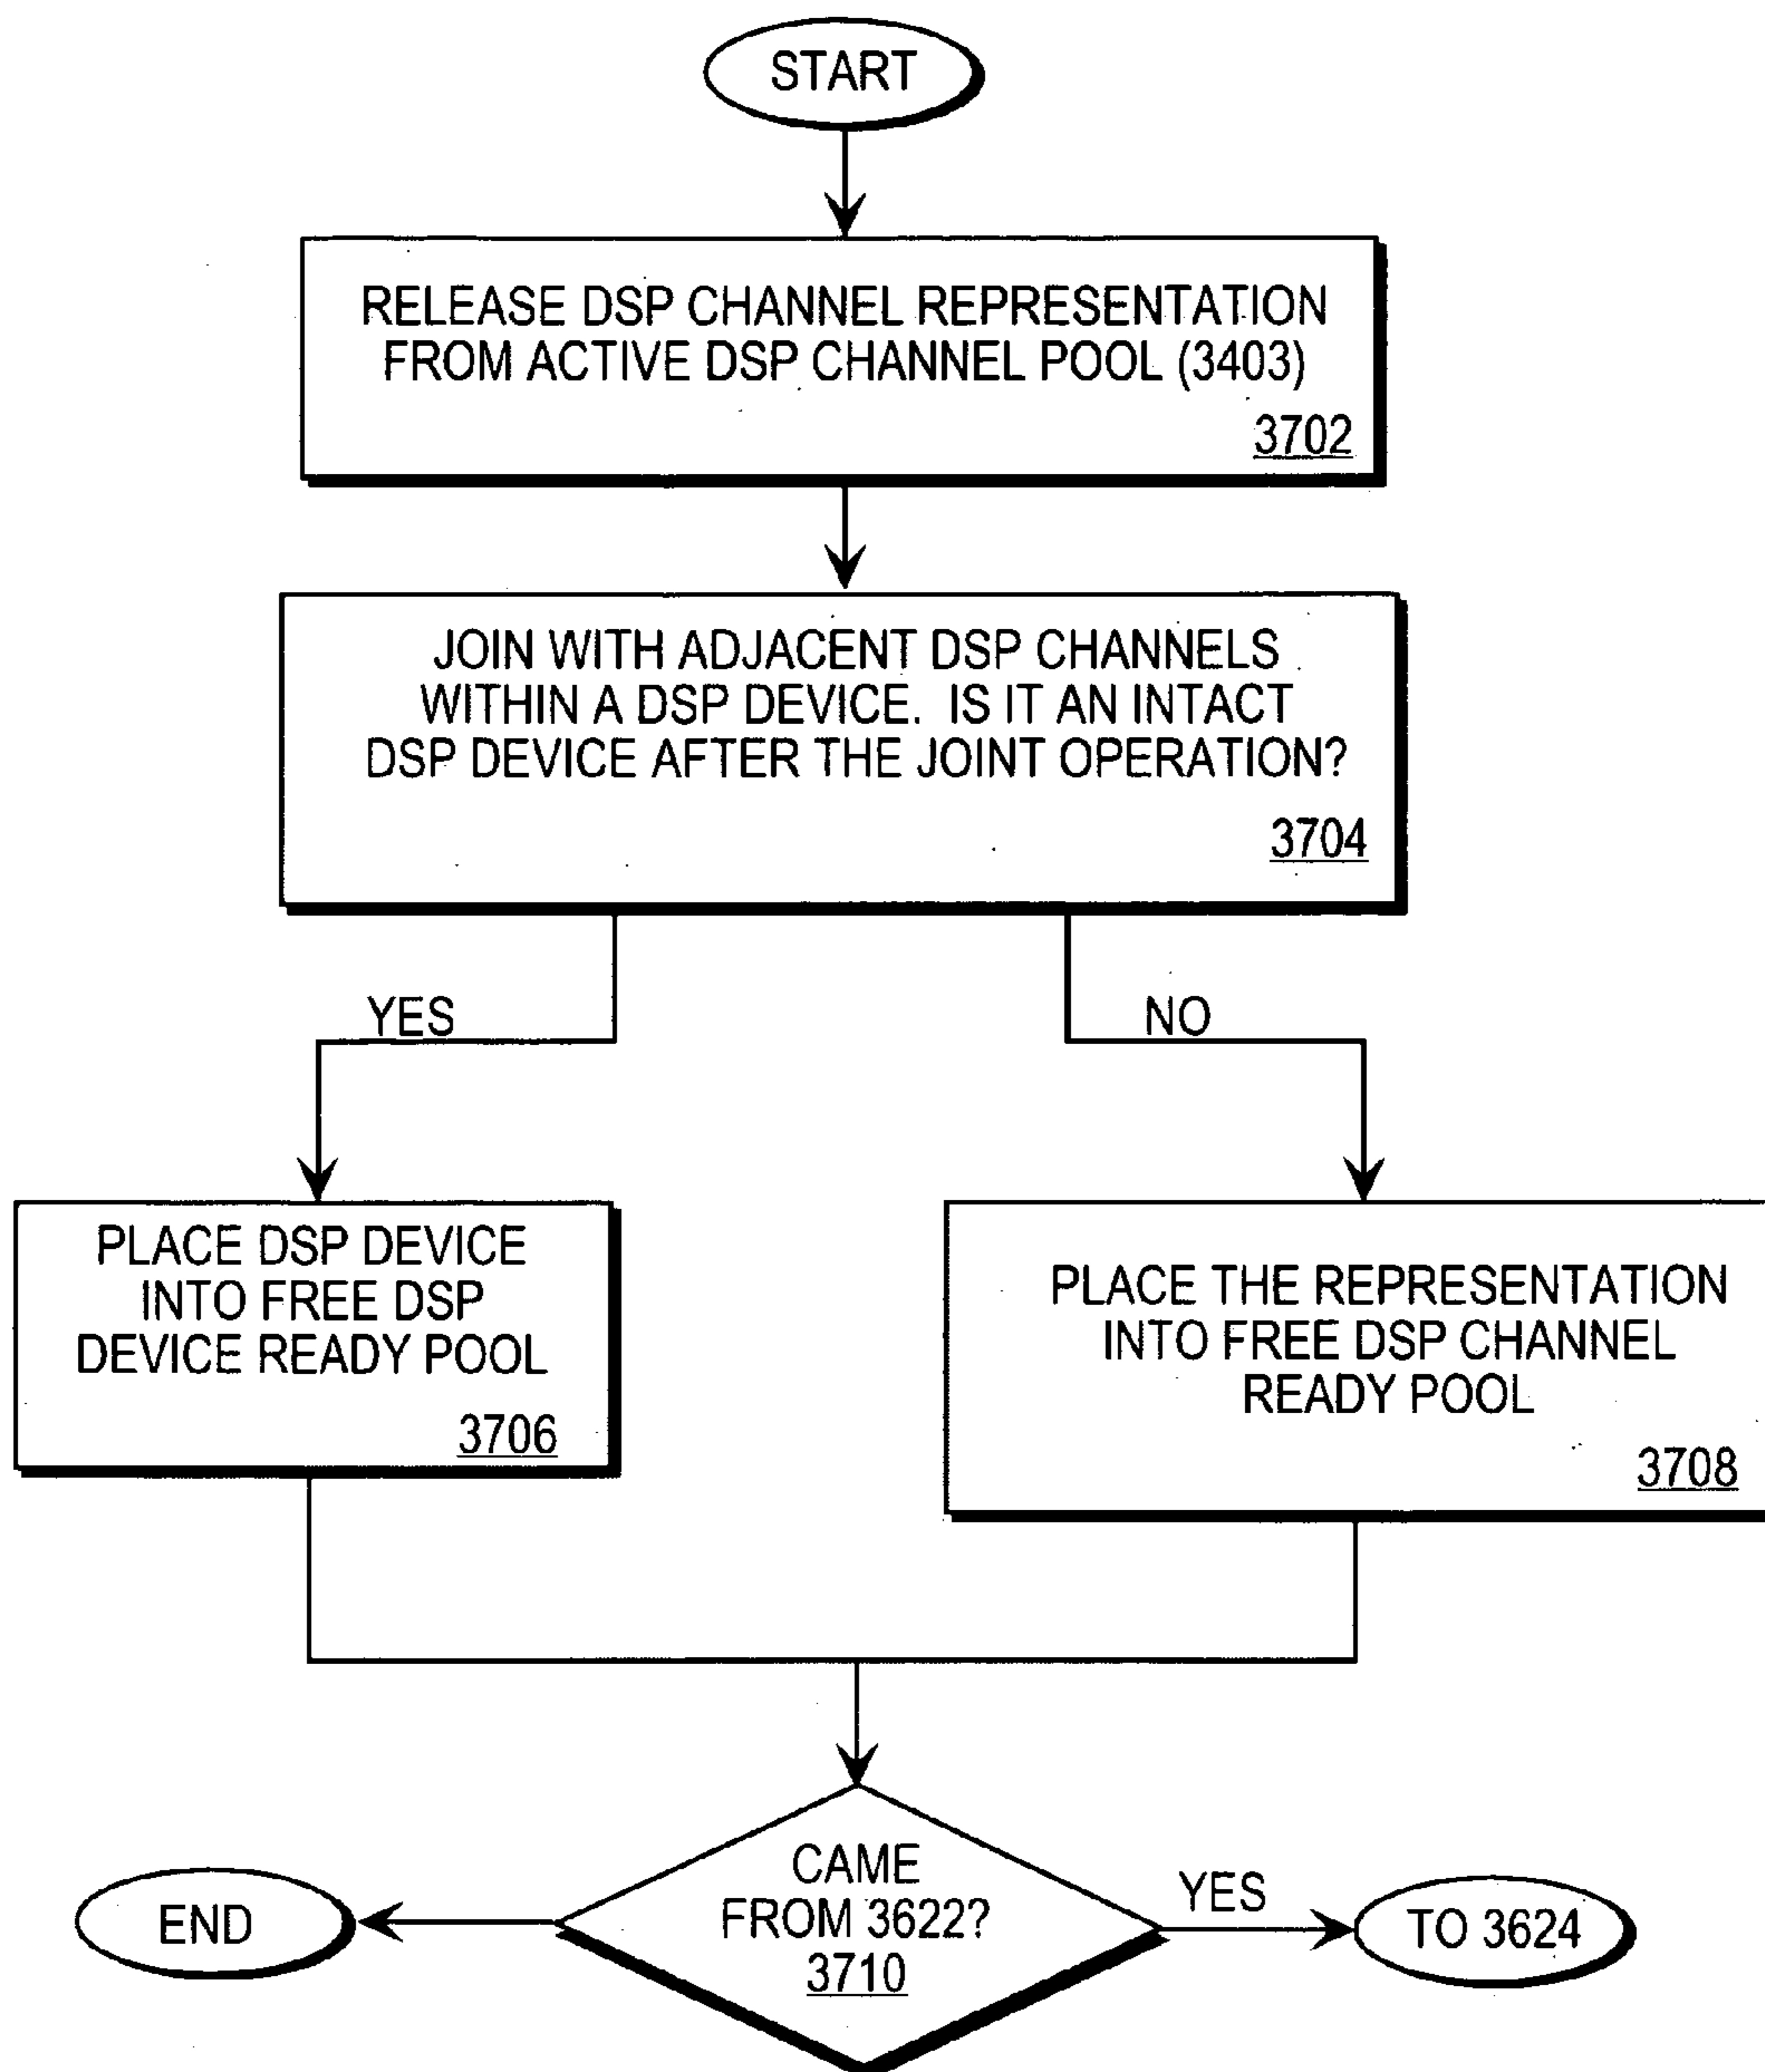 START
RELEASE DSP CHANNEL REPRESENTATION
FROM ACTIVE DSP CHANNEL POOL (3403)
3702
JOIN WITH ADJACENT DSP CHANNELS
WITHIN A DSP DEVICE. IS IT AN INTACT
DSP DEVICE AFTER THE JOINT OPERATION?
3704
YES
NO
PLACE DSP DEVICE
INTO FREE DSP
DEVICE READY POOL
3706
PLACE THE REPRESENTATION
INTO FREE DSP CHANNEL
READY POOL
3708
CAME
FROM 3622?
3710
YES
END
TO 3624